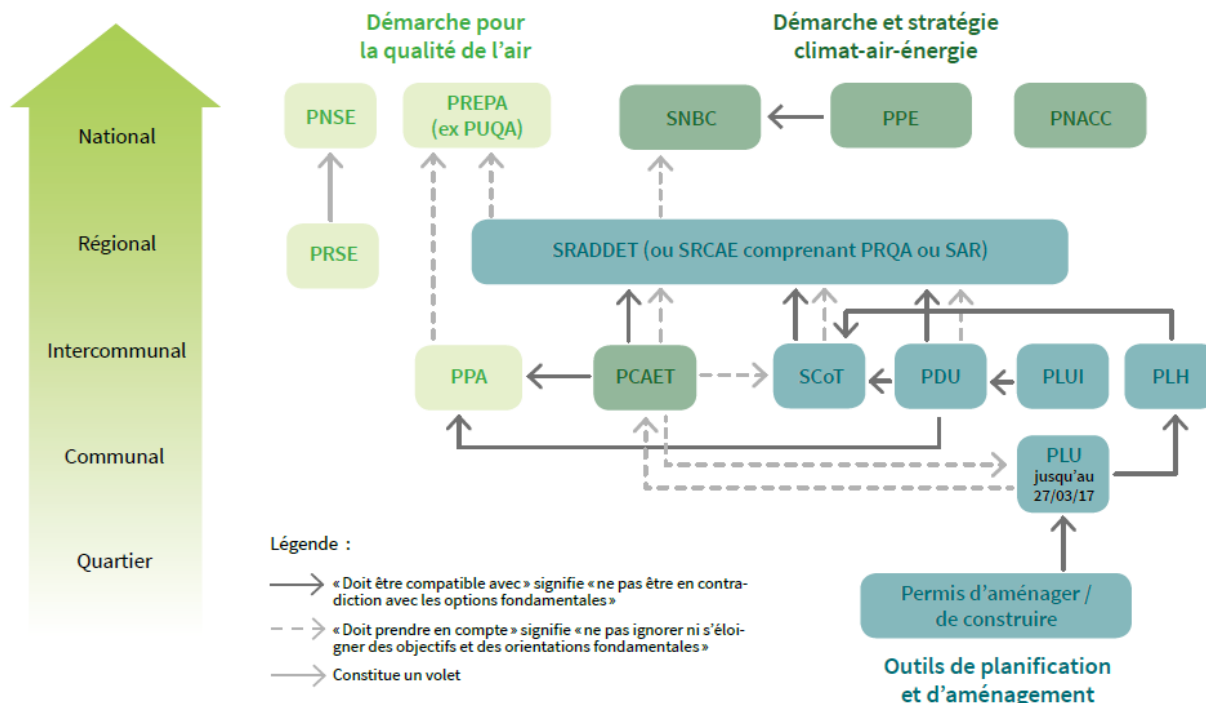 Démarche pour
la qualité de l'air
Démarche et stratégie
climat-air-énergie
National
PNSE
PREPA
(ex PUQA)
SNBC
PPE
PNACC
Régional
PRSE
SRADDET (ou SRCAE comprenant PRQA ou SAR)
Intercommunal
PPA
PCAET
SCoT
PDU
PLUI
PLH
Communal
PLU
jusqu'au
27/03/17
Quartier
Légende :
« Doit être compatible avec » signifie « ne pas être en contra-
diction avec les options fondamentales »
« Doit prendre en compte » signifie « ne pas ignorer ni s'éloi-
gner des objectifs et des orientations fondamentales »
Constitue un volet
Permis d'aménager /
de construire
Outils de planification
et d'aménagement